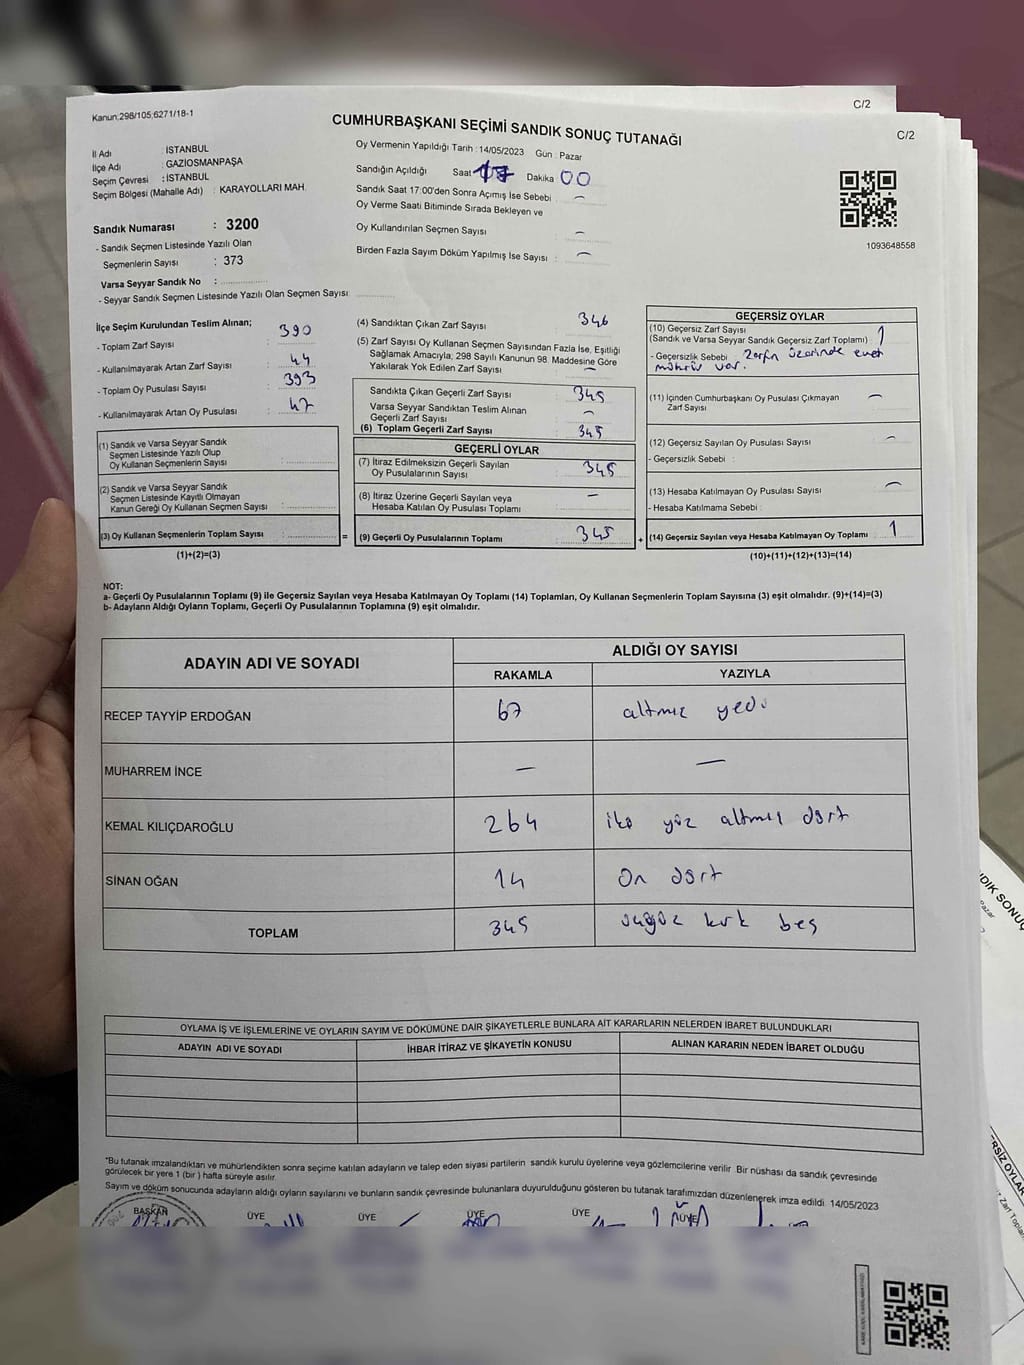 C/2
C/2
Kanun;298/105;6271/18-1
CUMHURBAŞKANI SEÇİMİ SANDIK SONUÇ TUTANAĞI
İl Adı : İSTANBUL
İlçe Adı : GAZİOSMANPAŞA
Seçim Çevresi : İSTANBUL
Seçim Bölgesi (Mahalle Adı) : KARAYOLLARI MAH.
Sandık Numarası : 3200
- Sandık Seçmen Listesinde Yazılı Olan
Seçmenlerin Sayısı : 373
Varsa Seyyar Sandık No :
- Seyyar Sandık Seçmen Listesinde Yazılı Olan Seçmen Sayısı
Oy Vermenin Yapıldığı Tarih : 14/05/2023 Gün : Pazar
Sandığın Açıldığı Saat 17 Dakika 00
Sandık Saat 17:00'den Sonra Açımış İse Sebebi : –
Oy Verme Saati Bitiminde Sırada Bekleyen ve
Oy Kullandırılan Seçmen Sayısı : –
Birden Fazla Sayım Döküm Yapılmış İse Sayısı : –
1093648558
İlçe Seçim Kurulundan Teslim Alınan;
- Toplam Zarf Sayısı : 390
- Kullanılmayarak Artan Zarf Sayısı : 44
- Toplam Oy Pusulası Sayısı : 393
- Kullanılmayarak Artan Oy Pusulası : 47
(1) Sandık ve Varsa Seyyar Sandık
Seçmen Listesinde Yazılı Olup
Oy Kullanan Seçmenlerin Sayısı :
(2) Sandık ve Varsa Seyyar Sandık
Seçmen Listesinde Kayıtlı Olmayan
Kanun Gereği Oy Kullanan Seçmen Sayısı :
(3) Oy Kullanan Seçmenlerin Toplam Sayısı : =
(1)+(2)=(3)
(4) Sandıktan Çıkan Zarf Sayısı : 346
(5) Zarf Sayısı Oy Kullanan Seçmen Sayısından Fazla İse, Eşitliği
Sağlamak Amacıyla, 298 Sayılı Kanunun 98. Maddesine Göre
Yakılarak Yok Edilen Zarf Sayısı : –
Sandıkta Çıkan Geçerli Zarf Sayısı : 345
Varsa Seyyar Sandıktan Teslim Alınan
Geçerli Zarf Sayısı : –
(6) Toplam Geçerli Zarf Sayısı : 345
GEÇERLİ OYLAR
(7) İtiraz Edilmeksizin Geçerli Sayılan
Oy Pusulalarının Sayısı : 345
(8) İtiraz Üzerine Geçerli Sayılan veya
Hesaba Katılan Oy Pusulası Toplamı : –
(9) Geçerli Oy Pusulalarının Toplamı : 345 +
GEÇERSİZ OYLAR
(10) Geçersiz Zarf Sayısı
(Sandık ve Varsa Seyyar Sandık Geçersiz Zarf Toplamı) : 1
- Geçersizlik Sebebi : Zarfın üzerinde evet
mührü var.
(11) İçinden Cumhurbaşkanı Oy Pusulası Çıkmayan
Zarf Sayısı : –
(12) Geçersiz Sayılan Oy Pusulası Sayısı : –
- Geçersizlik Sebebi :
(13) Hesaba Katılmayan Oy Pusulası Sayısı : –
- Hesaba Katılmama Sebebi :
(14) Geçersiz Sayılan veya Hesaba Katılmayan Oy Toplamı : 1
(10)+(11)+(12)+(13)=(14)
NOT:
a- Geçerli Oy Pusulalarının Toplamı (9) ile Geçersiz Sayılan veya Hesaba Katılmayan Oy Toplamı (14) Toplamları, Oy Kullanan Seçmenlerin Toplam Sayısına (3) eşit olmalıdır. (9)+(14)=(3)
b- Adayların Aldığı Oyların Toplamı, Geçerli Oy Pusulalarının Toplamına (9) eşit olmalıdır.
ADAYIN ADI VE SOYADI
ALDIĞI OY SAYISI
RAKAMLA YAZIYLA
RECEP TAYYİP ERDOĞAN 67 altmış yedi
MUHARREM İNCE – –
KEMAL KILIÇDAROĞLU 264 iki yüz altmış dört
SİNAN OĞAN 14 On dört
TOPLAM 345 üçyüz kırk beş
OYLAMA İŞ VE İŞLEMLERİNE VE OYLARIN SAYIM VE DÖKÜMÜNE DAİR ŞİKAYETLERLE BUNLARA AİT KARARLARIN NELERDEN İBARET BULUNDUKLARI
ADAYIN ADI VE SOYADI İHBAR İTİRAZ VE ŞİKAYETİN KONUSU ALINAN KARARIN NEDEN İBARET OLDUĞU
*Bu tutanak imzalandıktan ve mühürlendikten sonra seçime katılan adayların ve talep eden siyasi partilerin sandık kurulu üyelerine veya gözlemcilerine verilir. Bir nüshası da sandık çevresinde
görülecek bir yere 1 (bir) hafta süreyle asılır.
Sayım ve döküm sonucunda adayların aldığı oyların sayılarını ve bunların sandık çevresinde bulunanlara duyurulduğunu gösteren bu tutanak tarafımızdan düzenlenerek imza edildi. 14/05/2023
BAŞKAN ÜYE ÜYE ÜYE ÜYE ÜYE